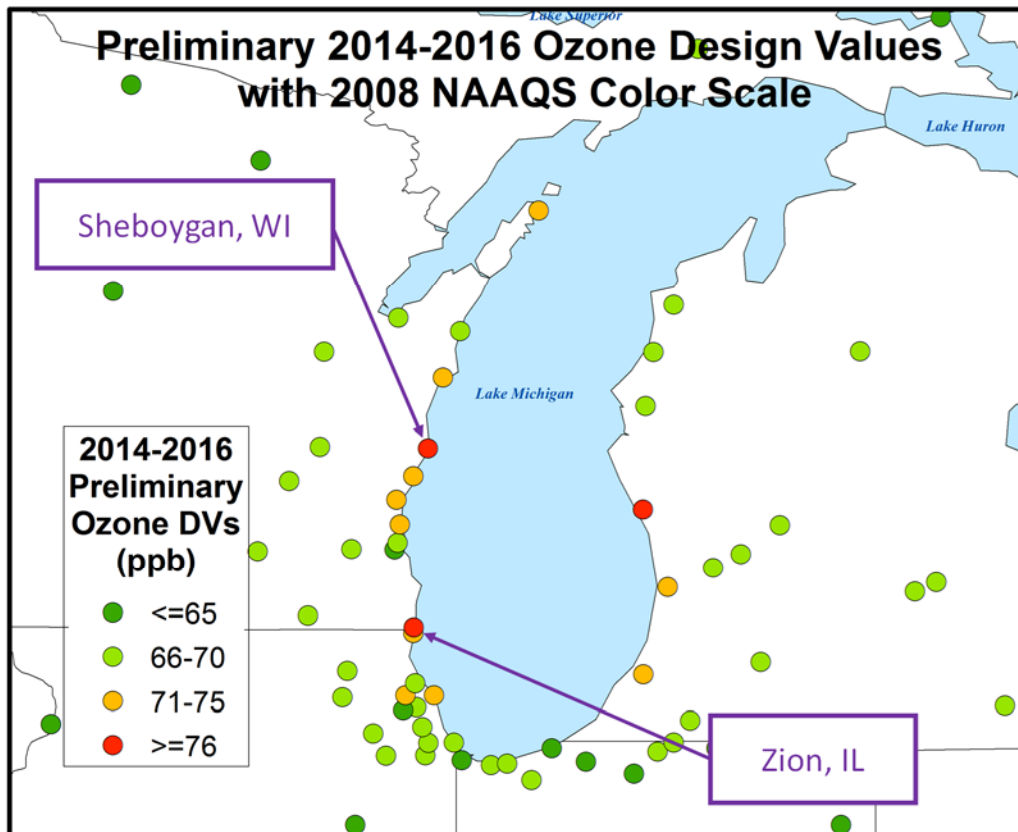 Lake Superior
Preliminary 2014-2016 Ozone Design Values
with 2008 NAAQS Color Scale
Lake Huron
Sheboygan, WI
Lake Michigan
2014-2016
Preliminary
Ozone DVs
(ppb)
<=65
66-70
71-75
>=76
Zion, IL